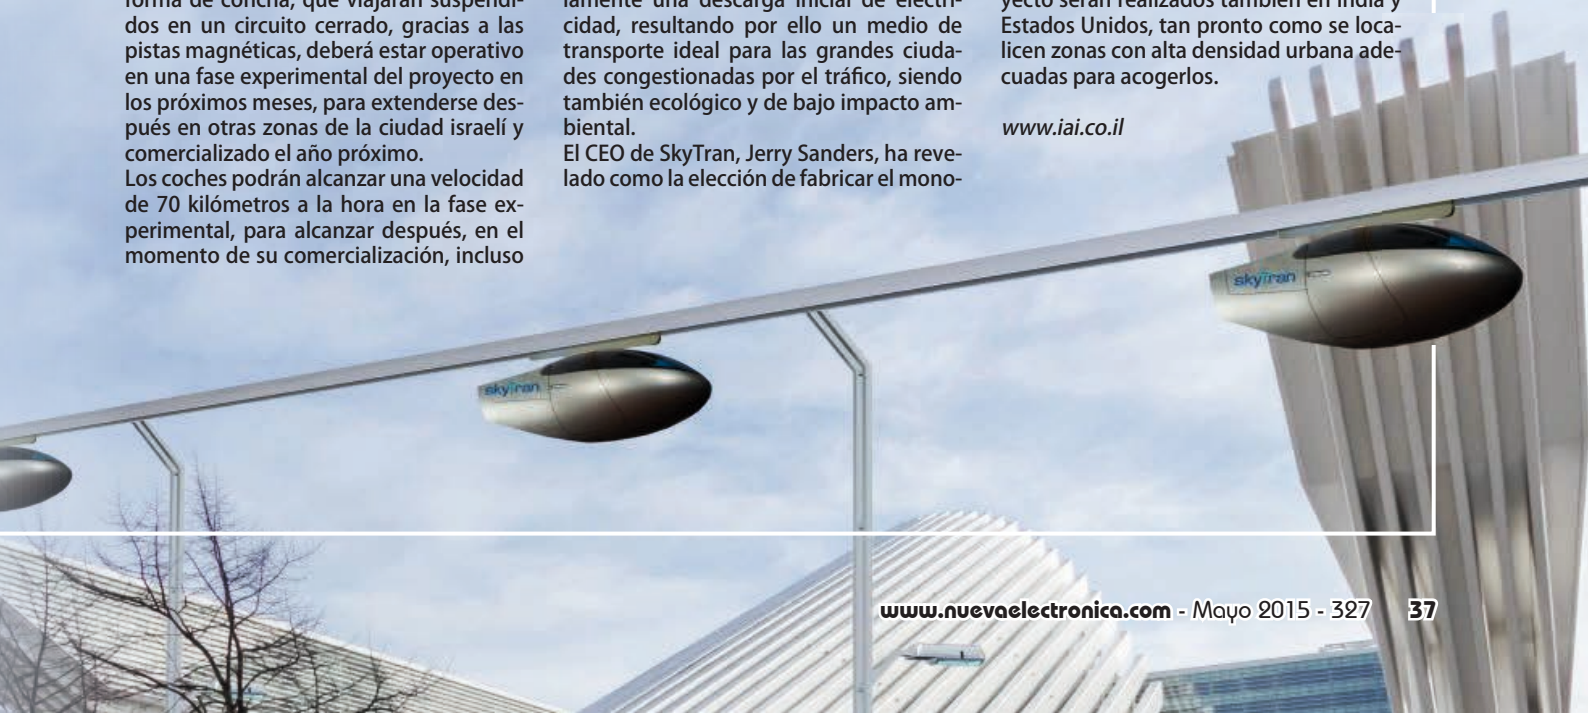 forma de concha, que viajarán suspendi-
dos en un circuito cerrado, gracias a las
pistas magnéticas, deberá estar operativo
en una fase experimental del proyecto en
los próximos meses, para extenderse des-
pués en otras zonas de la ciudad israelí y
comercializado el año próximo.
Los coches podrán alcanzar una velocidad
de 70 kilómetros a la hora en la fase ex-
perimental, para alcanzar después, en el
momento de su comercialización, incluso
lamente una descarga inicial de electri-
cidad, resultando por ello un medio de
transporte ideal para las grandes ciuda-
des congestionadas por el tráfico, siendo
también ecológico y de bajo impacto am-
biental.
El CEO de SkyTran, Jerry Sanders, ha reve-
lado como la elección de fabricar el mono-
yecto serán realizados también en India y
Estados Unidos, tan pronto como se loca-
licen zonas con alta densidad urbana ade-
cuadas para acogerlos.
www.iai.co.il
skyTran
skyTran
www.nuevaelectronica.com - Mayo 2015 - 327 37